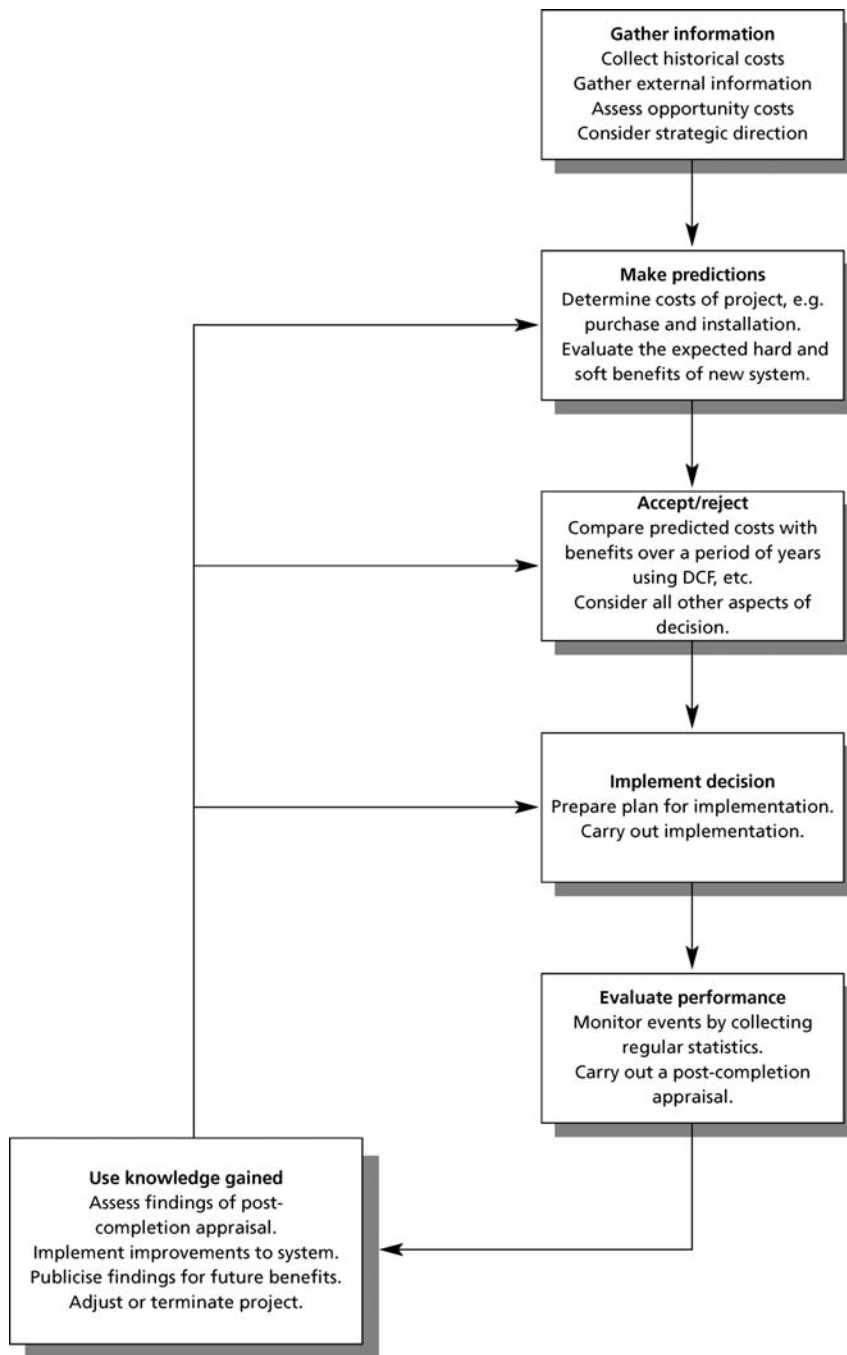 Gather information
Collect historical costs
Gather external information
Assess opportunity costs
Consider strategic direction
Make predictions
Determine costs of project, e.g.
purchase and installation.
Evaluate the expected hard and
soft benefits of new system.
Accept/reject
Compare predicted costs with
benefits over a period of years
using DCF, etc.
Consider all other aspects of
decision.
Implement decision
Prepare plan for implementation.
Carry out implementation.
Evaluate performance
Monitor events by collecting
regular statistics.
Carry out a post-completion
appraisal.
Use knowledge gained
Assess findings of post-
completion appraisal.
Implement improvements to system.
Publicise findings for future benefits.
Adjust or terminate project.